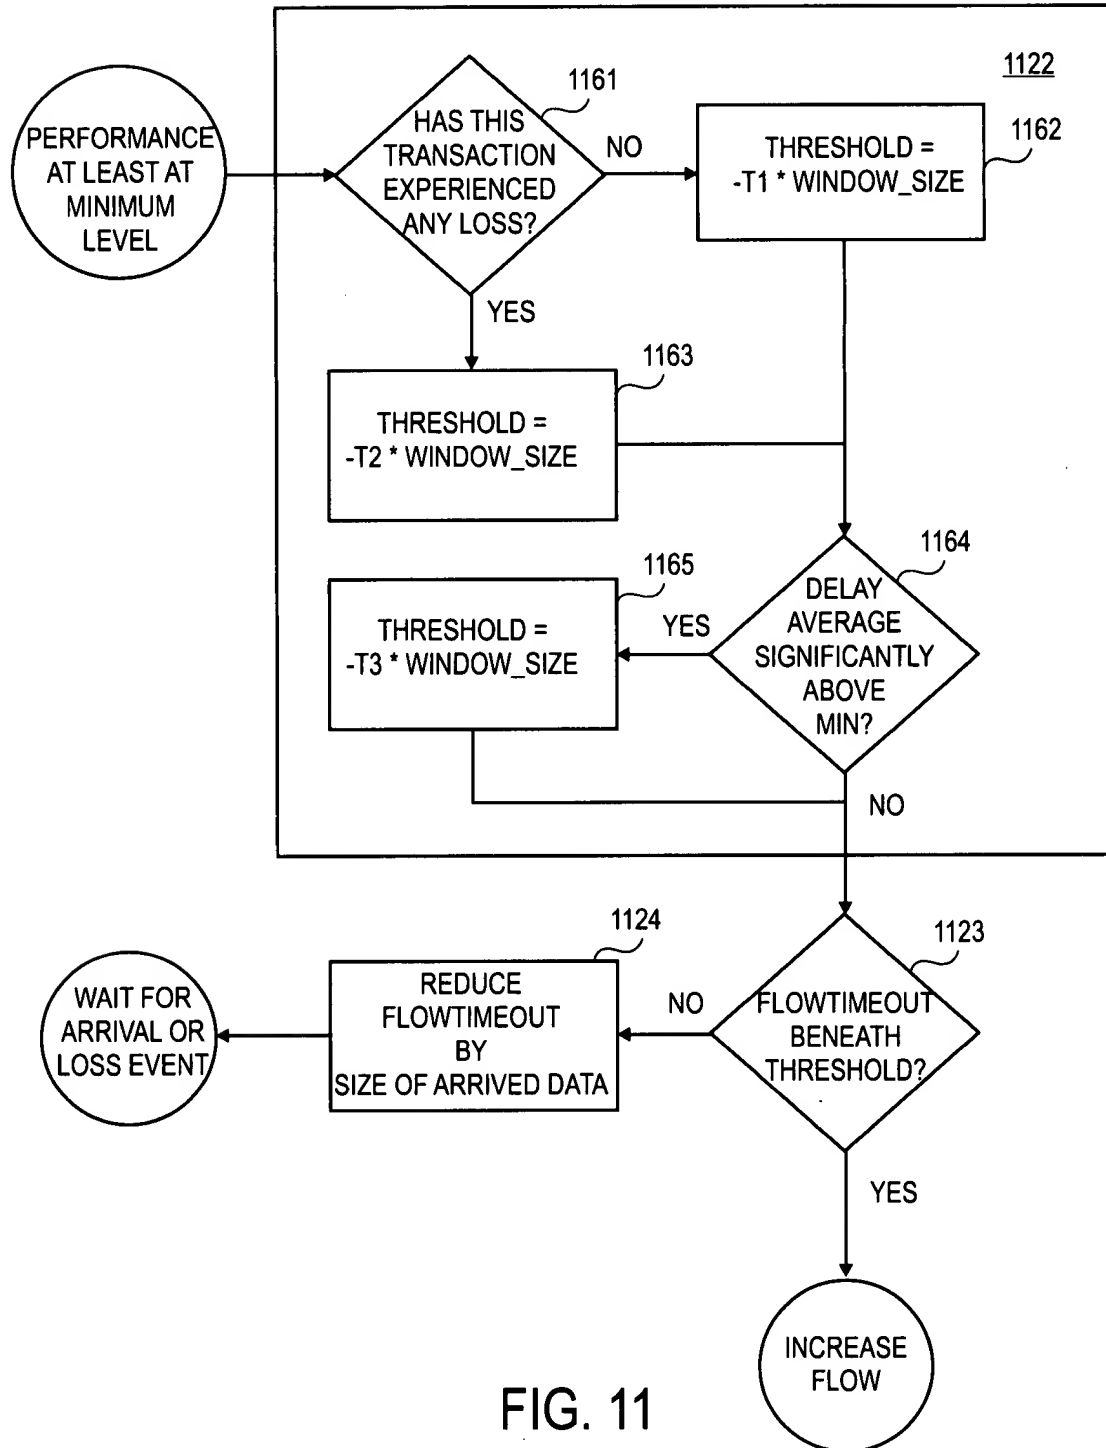 1122
PERFORMANCE
AT LEAST AT
MINIMUM
LEVEL
1161
HAS THIS
TRANSACTION
EXPERIENCED
ANY LOSS?
NO
1162
THRESHOLD =
-T1 * WINDOW_SIZE
YES
1163
THRESHOLD =
-T2 * WINDOW_SIZE
1164
DELAY
AVERAGE
SIGNIFICANTLY
ABOVE
MIN?
YES
1165
THRESHOLD =
-T3 * WINDOW_SIZE
NO
1123
FLOWTIMEOUT
BENEATH
THRESHOLD?
NO
1124
REDUCE
FLOWTIMEOUT
BY
SIZE OF ARRIVED DATA
WAIT FOR
ARRIVAL OR
LOSS EVENT
YES
INCREASE
FLOW
FIG. 11